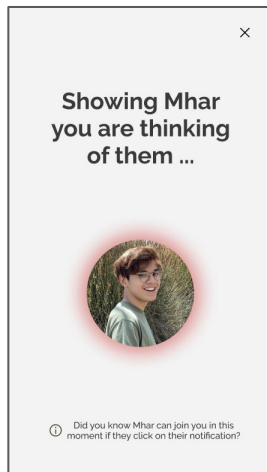 Showing Mhar
you are thinking
of them ...
Did you know Mhar can join you in this
moment if they click on their notification?